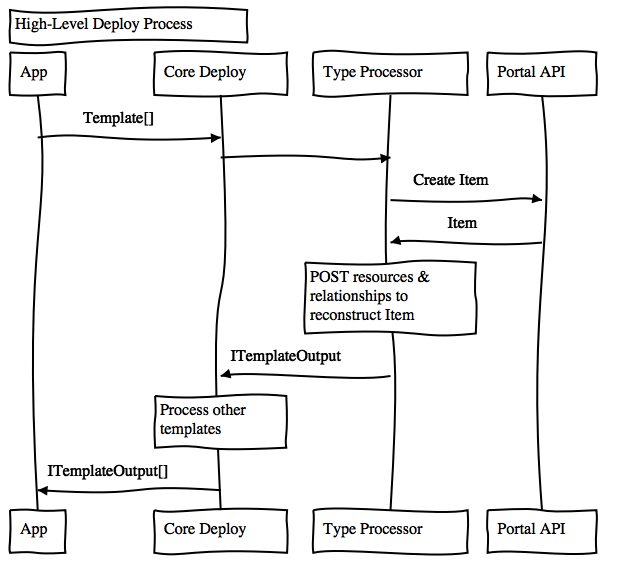 High-Level Deploy Process
App
Core Deploy
Type Processor
Portal API
Template[]
Create Item
Item
POST resources &
relationships to
reconstruct Item
ITemplateOutput
Process other
templates
ITemplateOutput[]
App
Core Deploy
Type Processor
Portal API